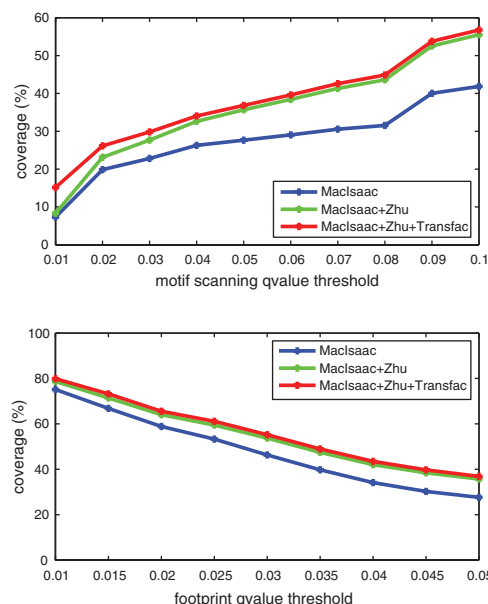 60
50
40
30
20
10
0
coverage (%)
MacIsaac
MacIsaac+Zhu
MacIsaac+Zhu+Transfac
0.01 0.02 0.03 0.04 0.05 0.06 0.07 0.08 0.09 0.1
motif scanning qvalue threshold
100
80
60
40
20
0
coverage (%)
MacIsaac
MacIsaac+Zhu
MacIsaac+Zhu+Transfac
0.01 0.015 0.02 0.025 0.03 0.035 0.04 0.045 0.05
footprint qvalue threshold